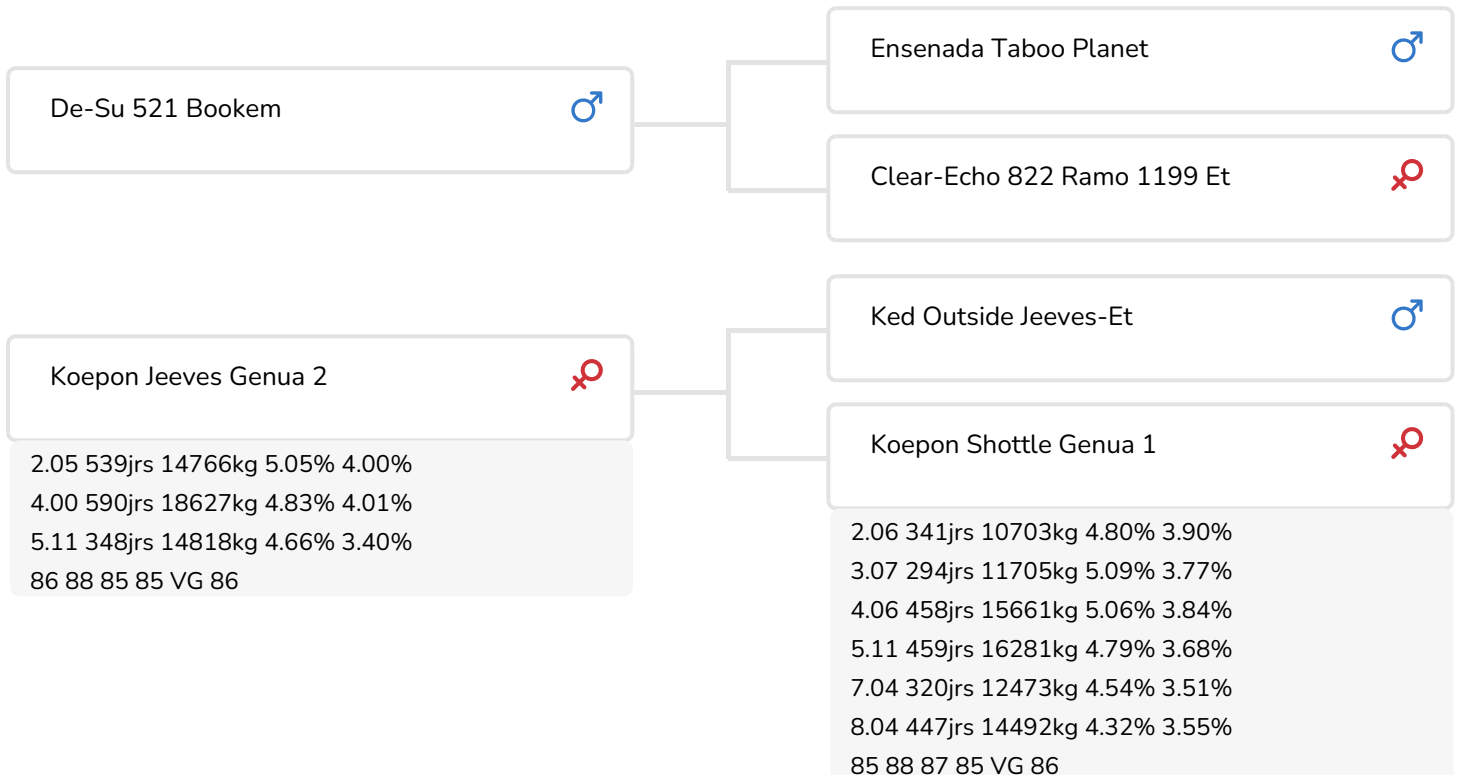 De-Su 521 Bookem
Ensenada Taboo Planet
Clear-Echo 822 Ramo 1199 Et
Koepon Jeeves Genua 2
2.05 539jrs 14766kg 5.05% 4.00%
4.00 590jrs 18627kg 4.83% 4.01%
5.11 348jrs 14818kg 4.66% 3.40%
86 88 85 85 VG 86
Ked Outside Jeeves-Et
Koepon Shottle Genua 1
2.06 341jrs 10703kg 4.80% 3.90%
3.07 294jrs 11705kg 5.09% 3.77%
4.06 458jrs 15661kg 5.06% 3.84%
5.11 459jrs 16281kg 4.79% 3.68%
7.04 320jrs 12473kg 4.54% 3.51%
8.04 447jrs 14492kg 4.32% 3.55%
85 88 87 85 VG 86